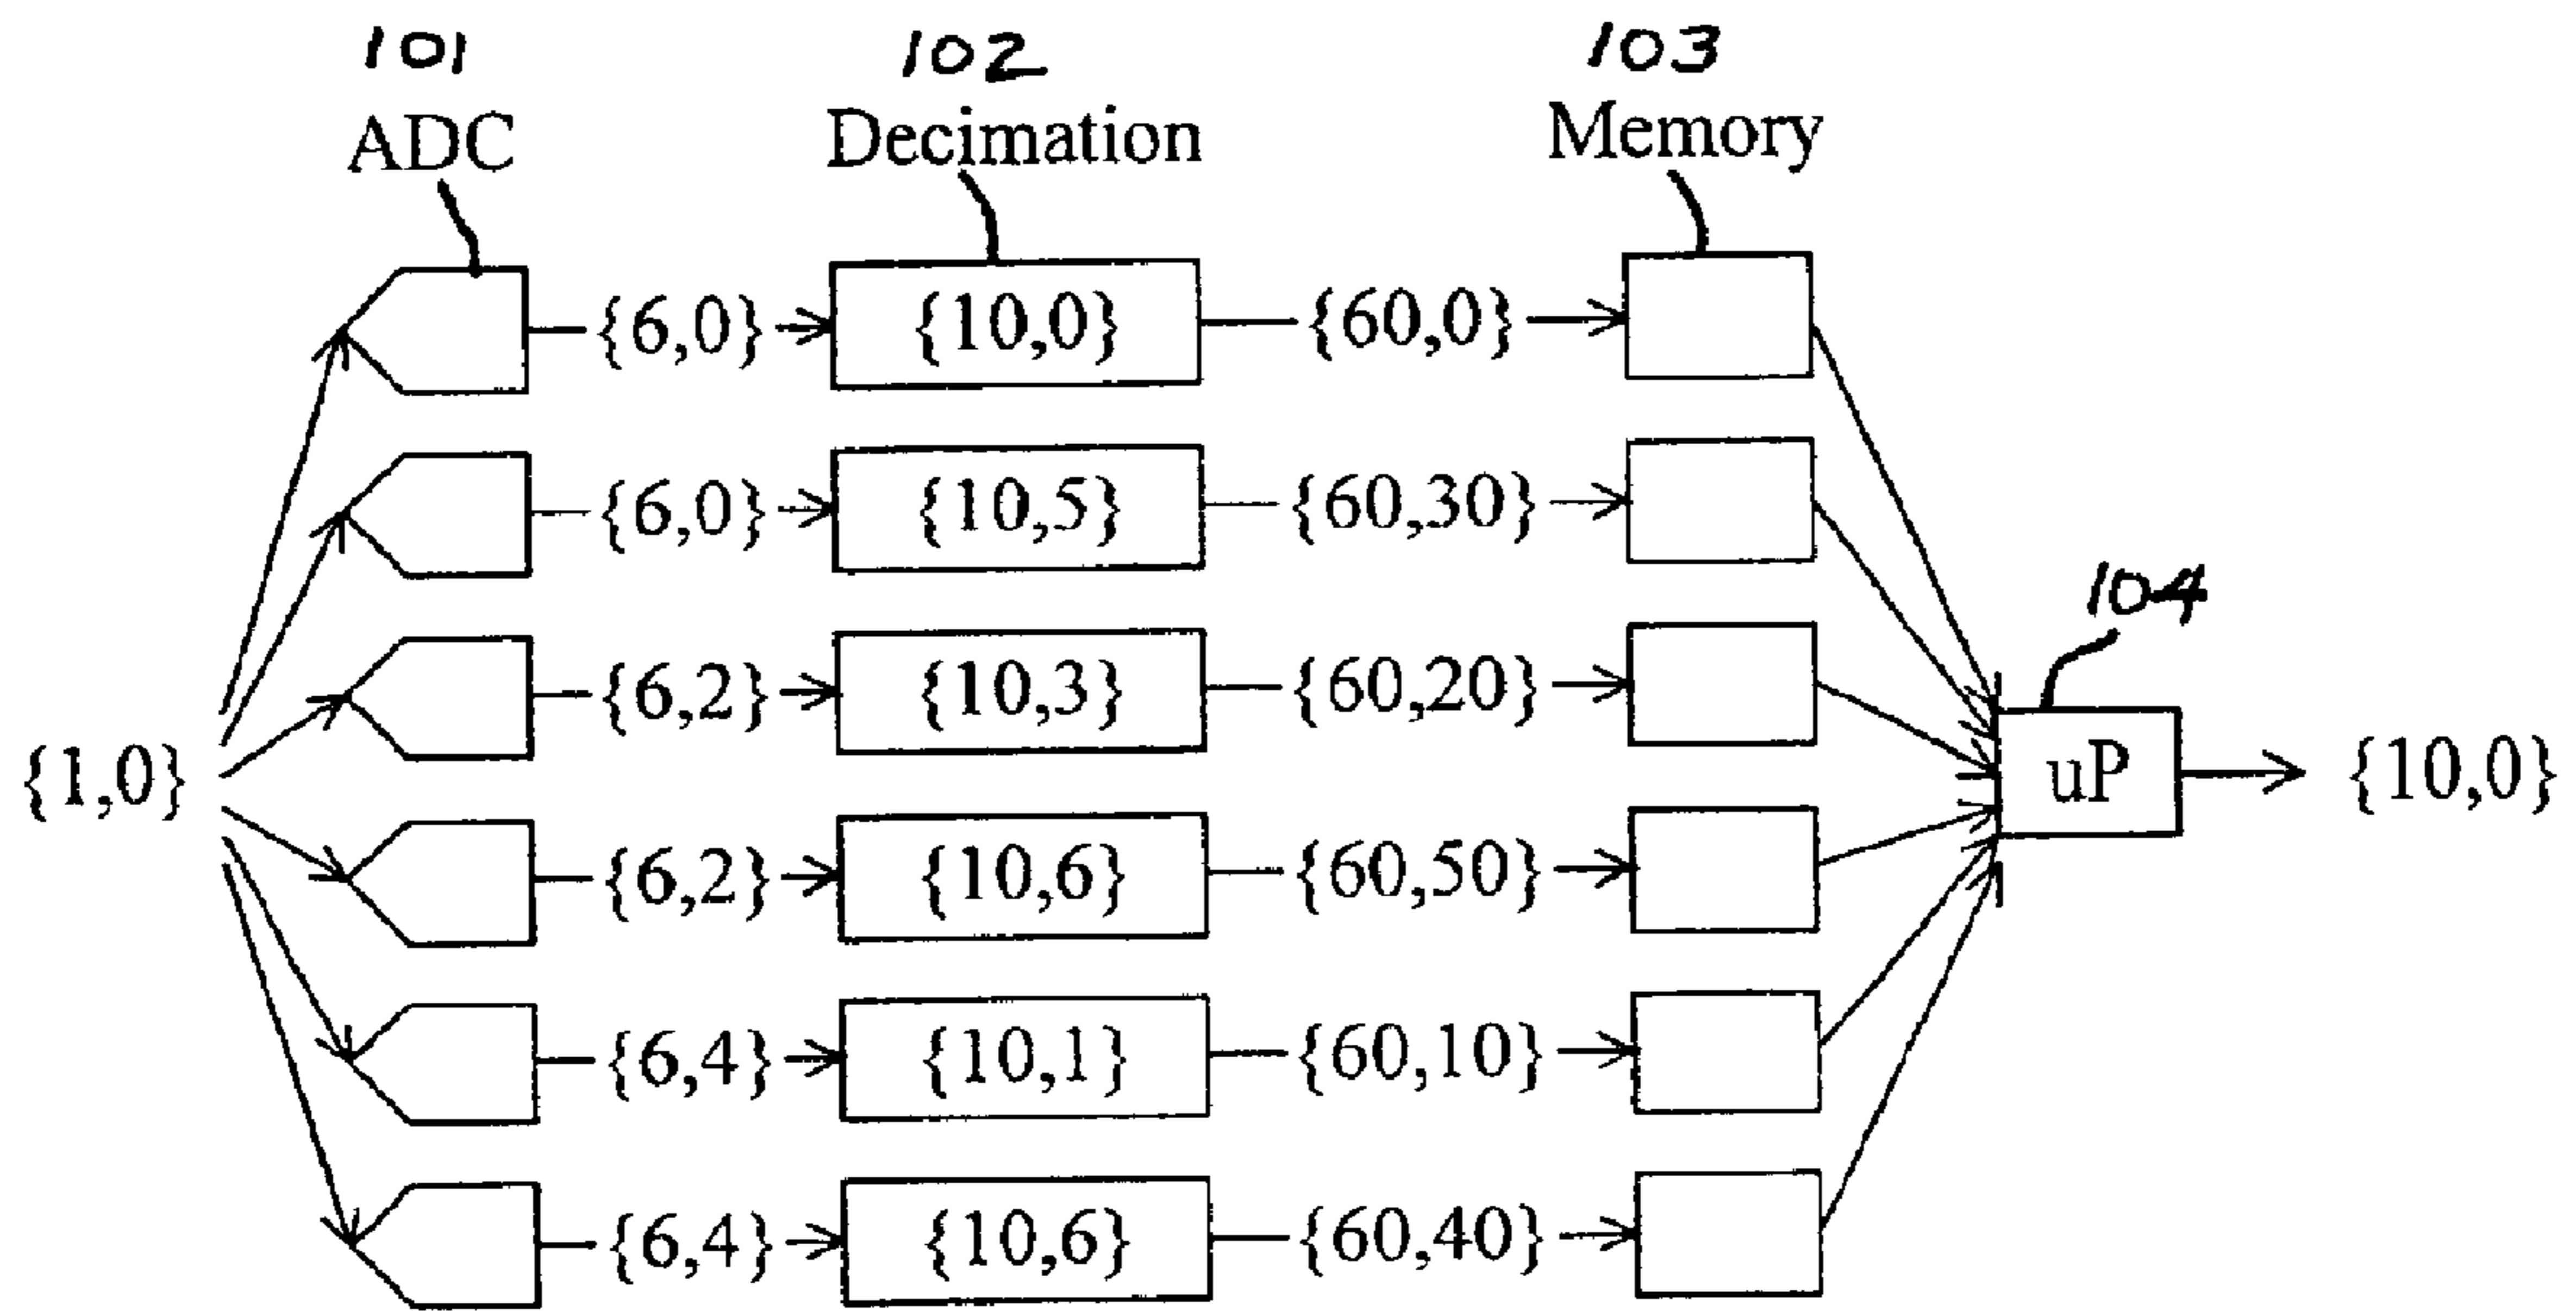 101 102 103
ADC Decimation Memory
{6,0} {10,0} {60,0}
{6,0} {10,5} {60,30}
{6,2} {10,3} {60,20}
104
{1,0} uP {10,0}
{6,2} {10,6} {60,50}
{6,4} {10,1} {60,10}
{6,4} {10,6} {60,40}